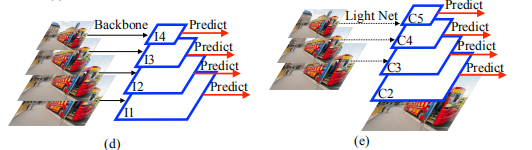 Backbone
I4
Predict
I3
Predict
I2
Predict
I1
Predict
(d)
Light Net
C5
Predict
C4
Predict
C3
Predict
C2
Predict
(e)